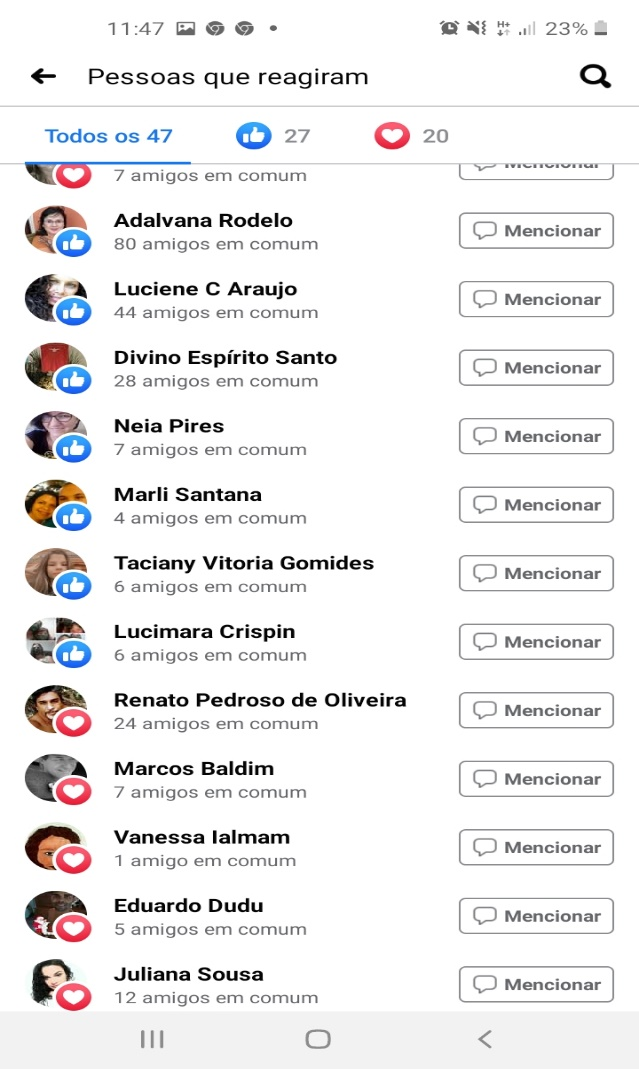 11:47 H+ 23%
Pessoas que reagiram
Todos os 47 27 20
7 amigos em comum Mencionar
Adalvana Rodelo
80 amigos em comum Mencionar
Luciene C Araujo
44 amigos em comum Mencionar
Divino Espírito Santo
28 amigos em comum Mencionar
Neia Pires
7 amigos em comum Mencionar
Marli Santana
4 amigos em comum Mencionar
Taciany Vitoria Gomides
6 amigos em comum Mencionar
Lucimara Crispin
6 amigos em comum Mencionar
Renato Pedroso de Oliveira
24 amigos em comum Mencionar
Marcos Baldim
7 amigos em comum Mencionar
Vanessa Ialmam
1 amigo em comum Mencionar
Eduardo Dudu
5 amigos em comum Mencionar
Juliana Sousa
12 amigos em comum Mencionar